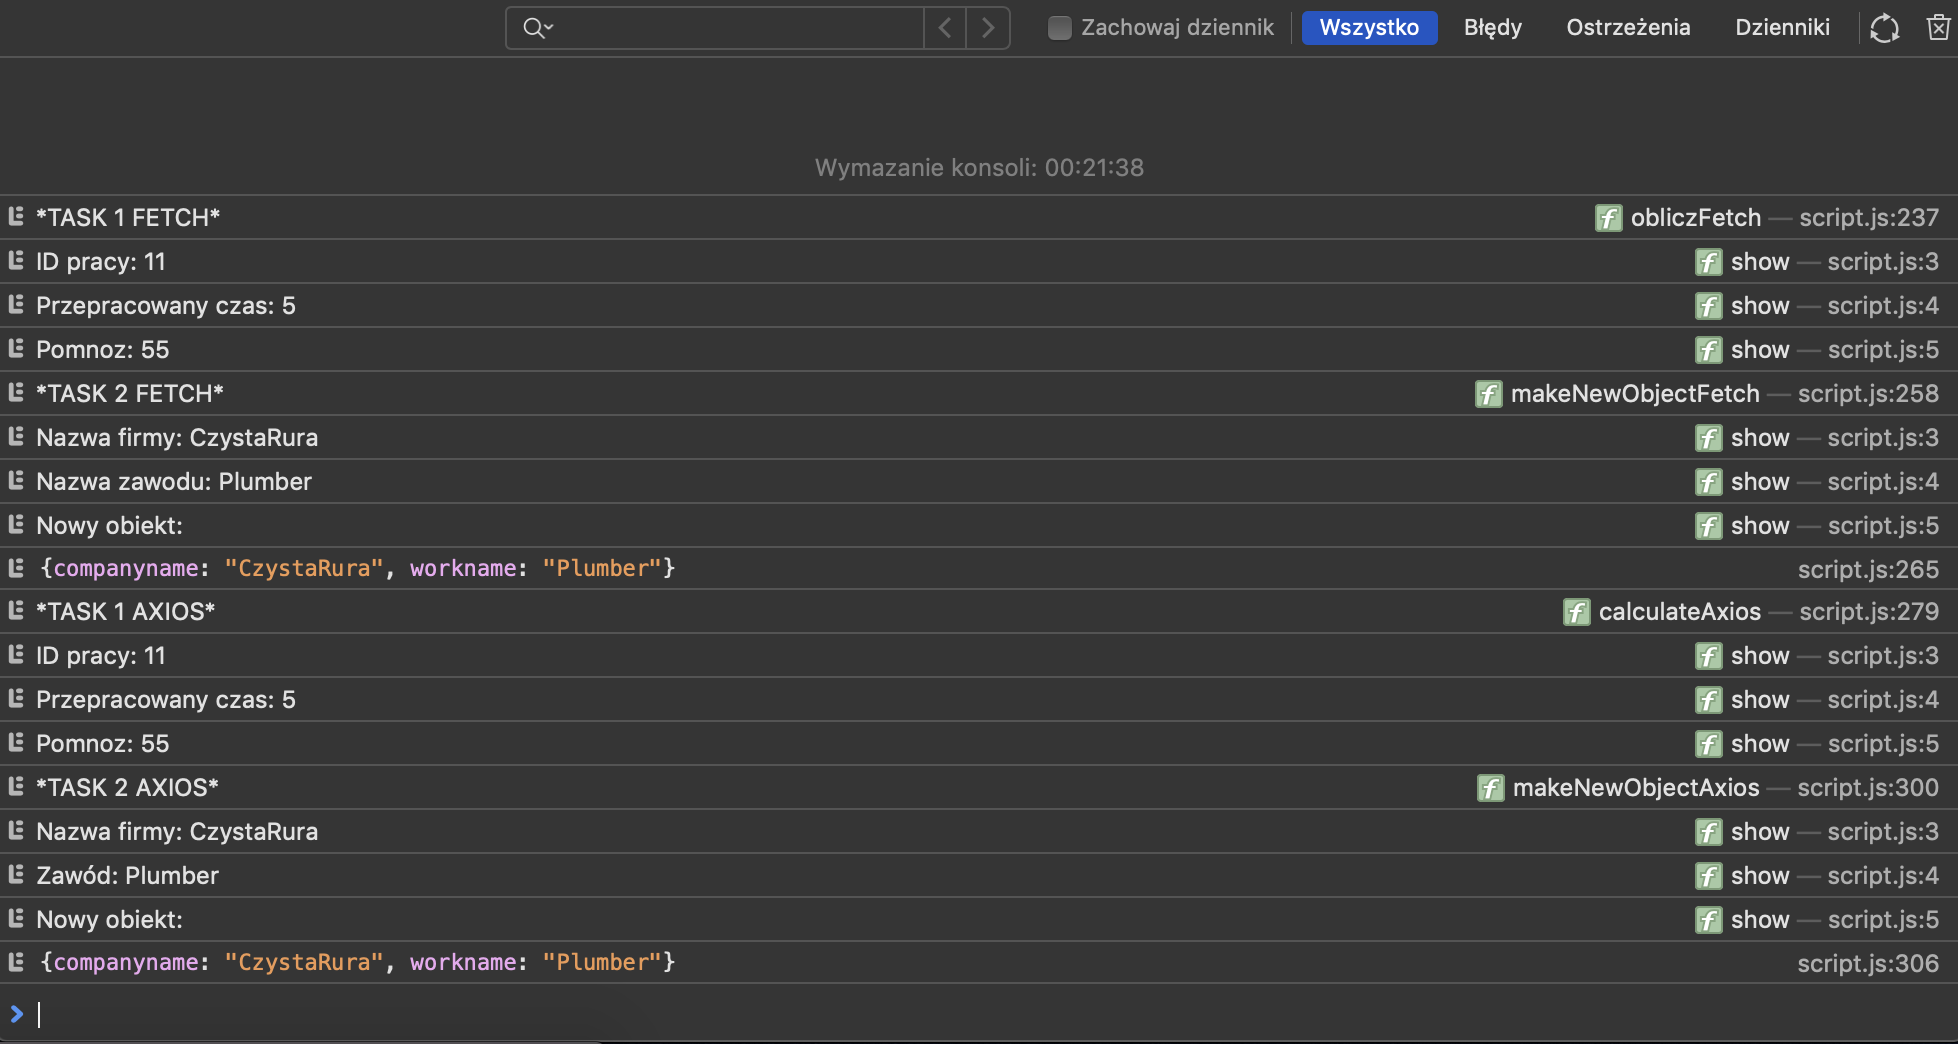 Zachowaj dziennik Wszystko Błędy Ostrzeżenia Dzienniki
Wymazanie konsoli: 00:21:38
*TASK 1 FETCH* f obliczFetch — script.js:237
ID pracy: 11 f show — script.js:3
Przepracowany czas: 5 f show — script.js:4
Pomnoz: 55 f show — script.js:5
*TASK 2 FETCH* f makeNewObjectFetch — script.js:258
Nazwa firmy: CzystaRura f show — script.js:3
Nazwa zawodu: Plumber f show — script.js:4
Nowy obiekt: f show — script.js:5
{companyname: "CzystaRura", workname: "Plumber"} script.js:265
*TASK 1 AXIOS* f calculateAxios — script.js:279
ID pracy: 11 f show — script.js:3
Przepracowany czas: 5 f show — script.js:4
Pomnoz: 55 f show — script.js:5
*TASK 2 AXIOS* f makeNewObjectAxios — script.js:300
Nazwa firmy: CzystaRura f show — script.js:3
Zawód: Plumber f show — script.js:4
Nowy obiekt: f show — script.js:5
{companyname: "CzystaRura", workname: "Plumber"} script.js:306